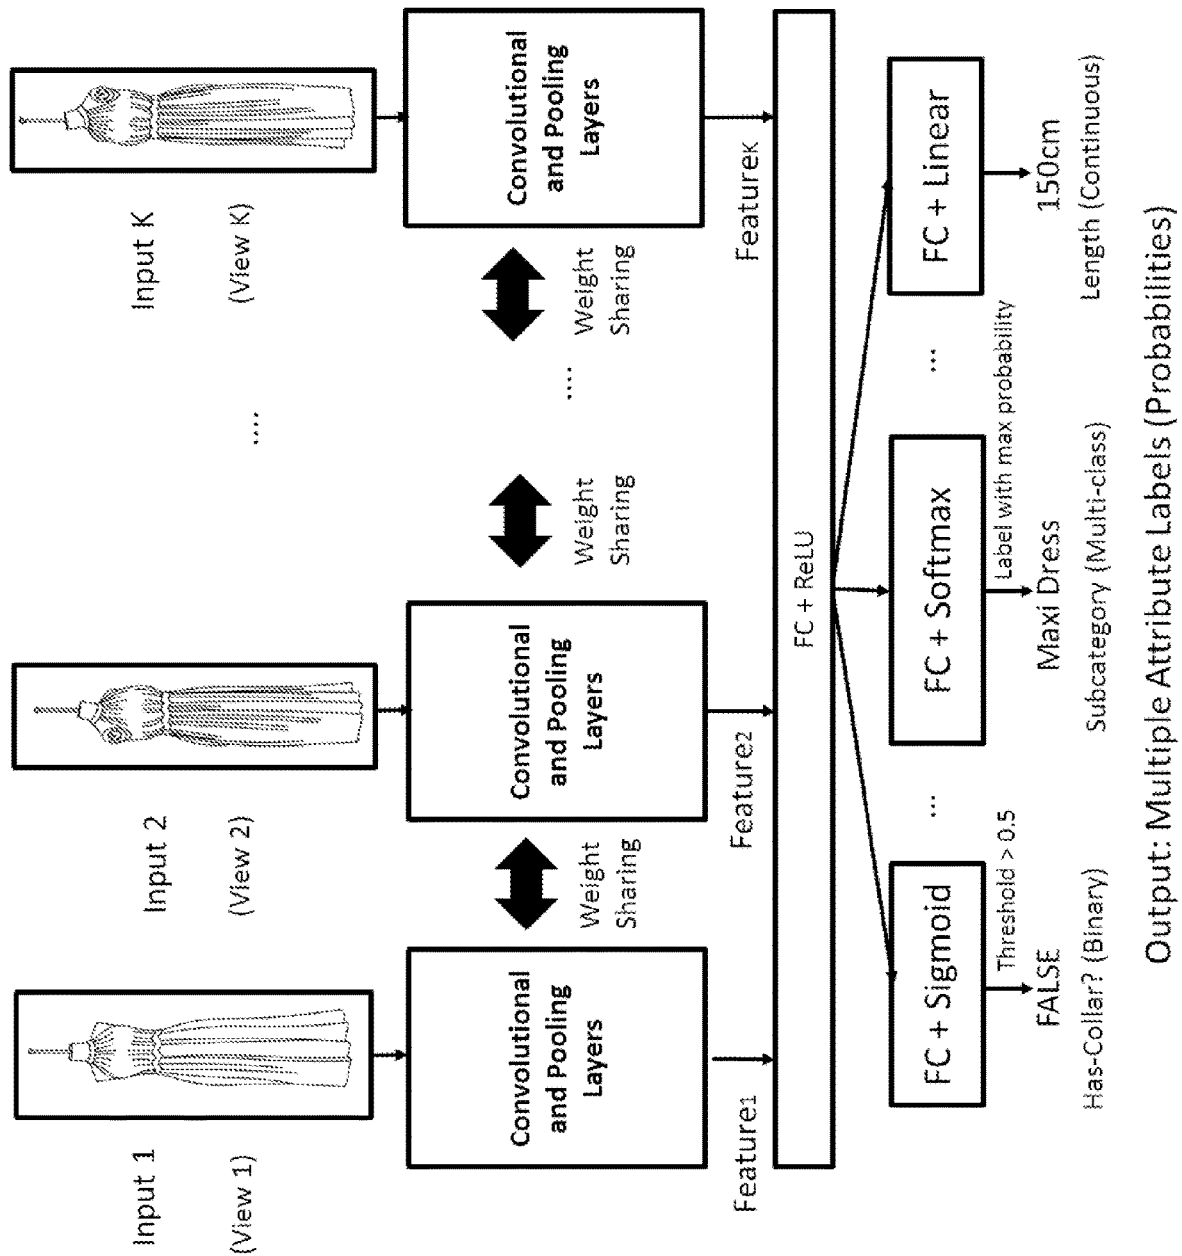 Input 1
(View 1)
Input 2
(View 2)
....
Input K
(View K)
Convolutional
and Pooling
Layers
Weight
Sharing
Convolutional
and Pooling
Layers
Weight
Sharing
....
Weight
Sharing
Convolutional
and Pooling
Layers
Feature1
Feature2
FeatureK
FC + ReLU
FC + Sigmoid
...
FC + Softmax
...
FC + Linear
Threshold > 0.5
Label with max probability
FALSE
Maxi Dress
150cm
Has-Collar? (Binary)
Subcategory (Multi-class)
Length (Continuous)
Output: Multiple Attribute Labels (Probabilities)